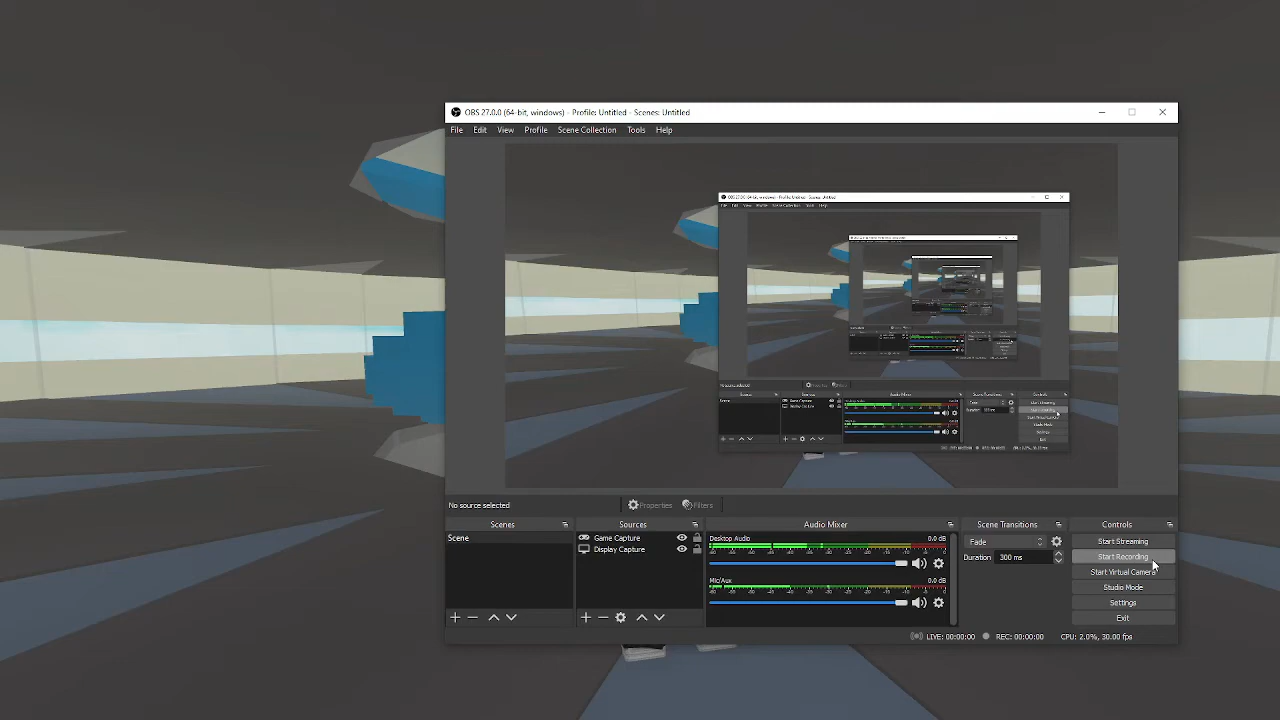 OBS 27.0.0 (64-bit, windows) - Profile: Untitled - Scenes: Untitled
File Edit View Profile Scene Collection Tools Help
No source selected Properties Filters
Scenes Sources Audio Mixer Scene Transitions Controls
Scene
Game Capture
Display Capture
Desktop Audio 0.0 dB
Mic/Aux 0.0 dB
Fade
Duration 300 ms
Start Streaming
Start Recording
Start Virtual Camera
Studio Mode
Settings
Exit
LIVE: 00:00:00 REC: 00:00:00 CPU: 2.0%, 30.00 fps